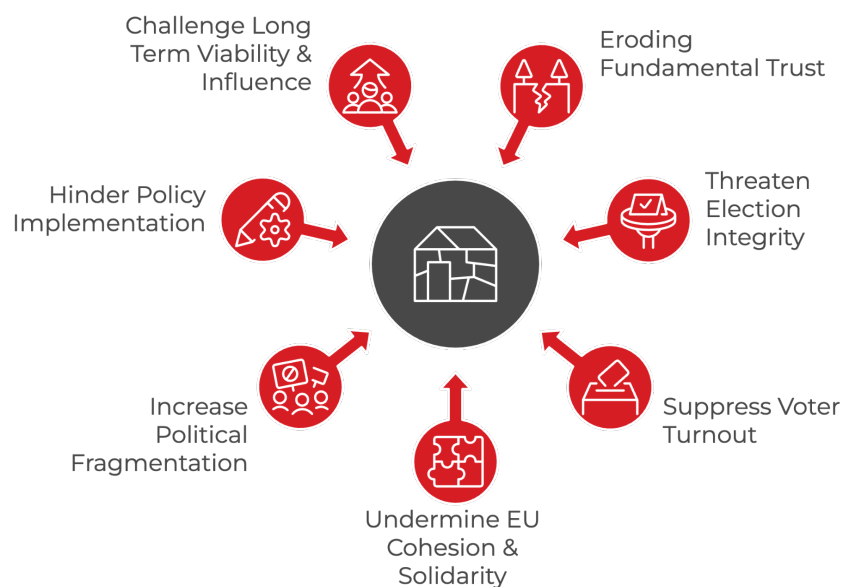 Challenge Long
Term Viability &
Influence
Eroding
Fundamental Trust
Hinder Policy
Implementation
Threaten
Election
Integrity
Increase
Political
Fragmentation
Suppress Voter
Turnout
Undermine EU
Cohesion &
Solidarity